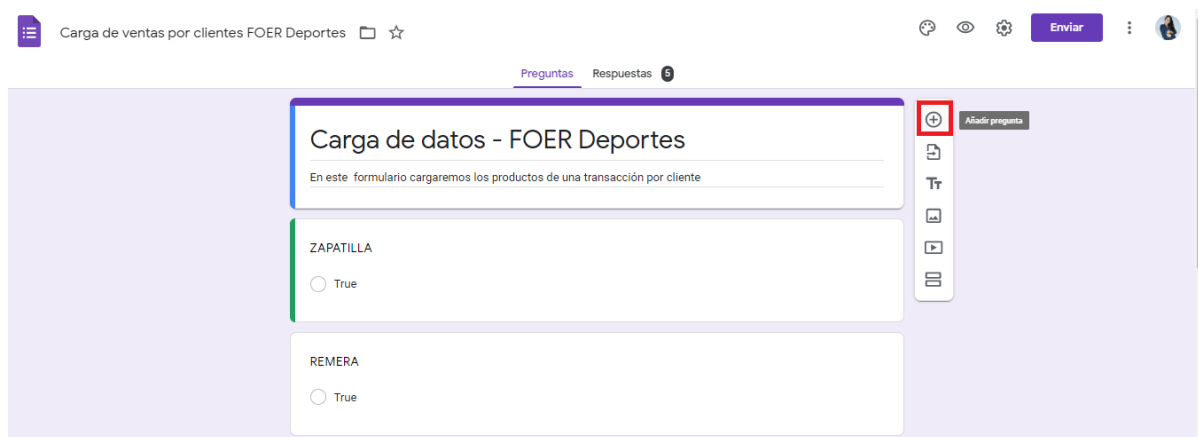 Carga de ventas por clientes FOER Deportes
Enviar
Preguntas Respuestas 5
Carga de datos - FOER Deportes
Añadir pregunta
En este formulario cargaremos los productos de una transacción por cliente
Tт
ZAPATILLA
True
REMERA
True